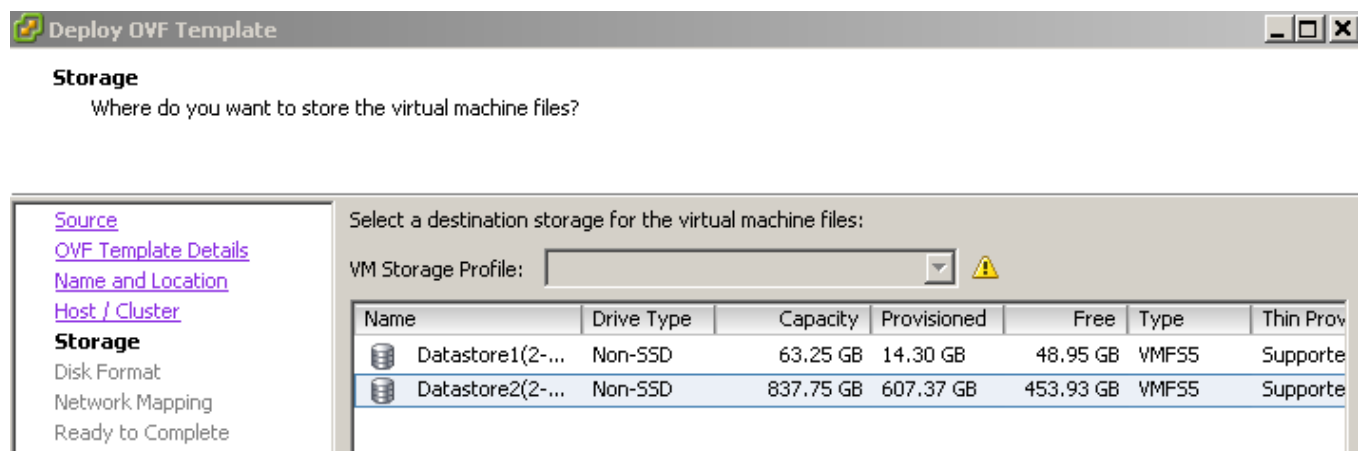 Deploy OVF Template
Storage
Where do you want to store the virtual machine files?
Source
OVF Template Details
Name and Location
Host / Cluster
Storage
Disk Format
Network Mapping
Ready to Complete
Select a destination storage for the virtual machine files:
VM Storage Profile:
Name Drive Type Capacity Provisioned Free Type Thin Prov
Datastore1(2-... Non-SSD 63.25 GB 14.30 GB 48.95 GB VMFS5 Supporte
Datastore2(2-... Non-SSD 837.75 GB 607.37 GB 453.93 GB VMFS5 Supporte